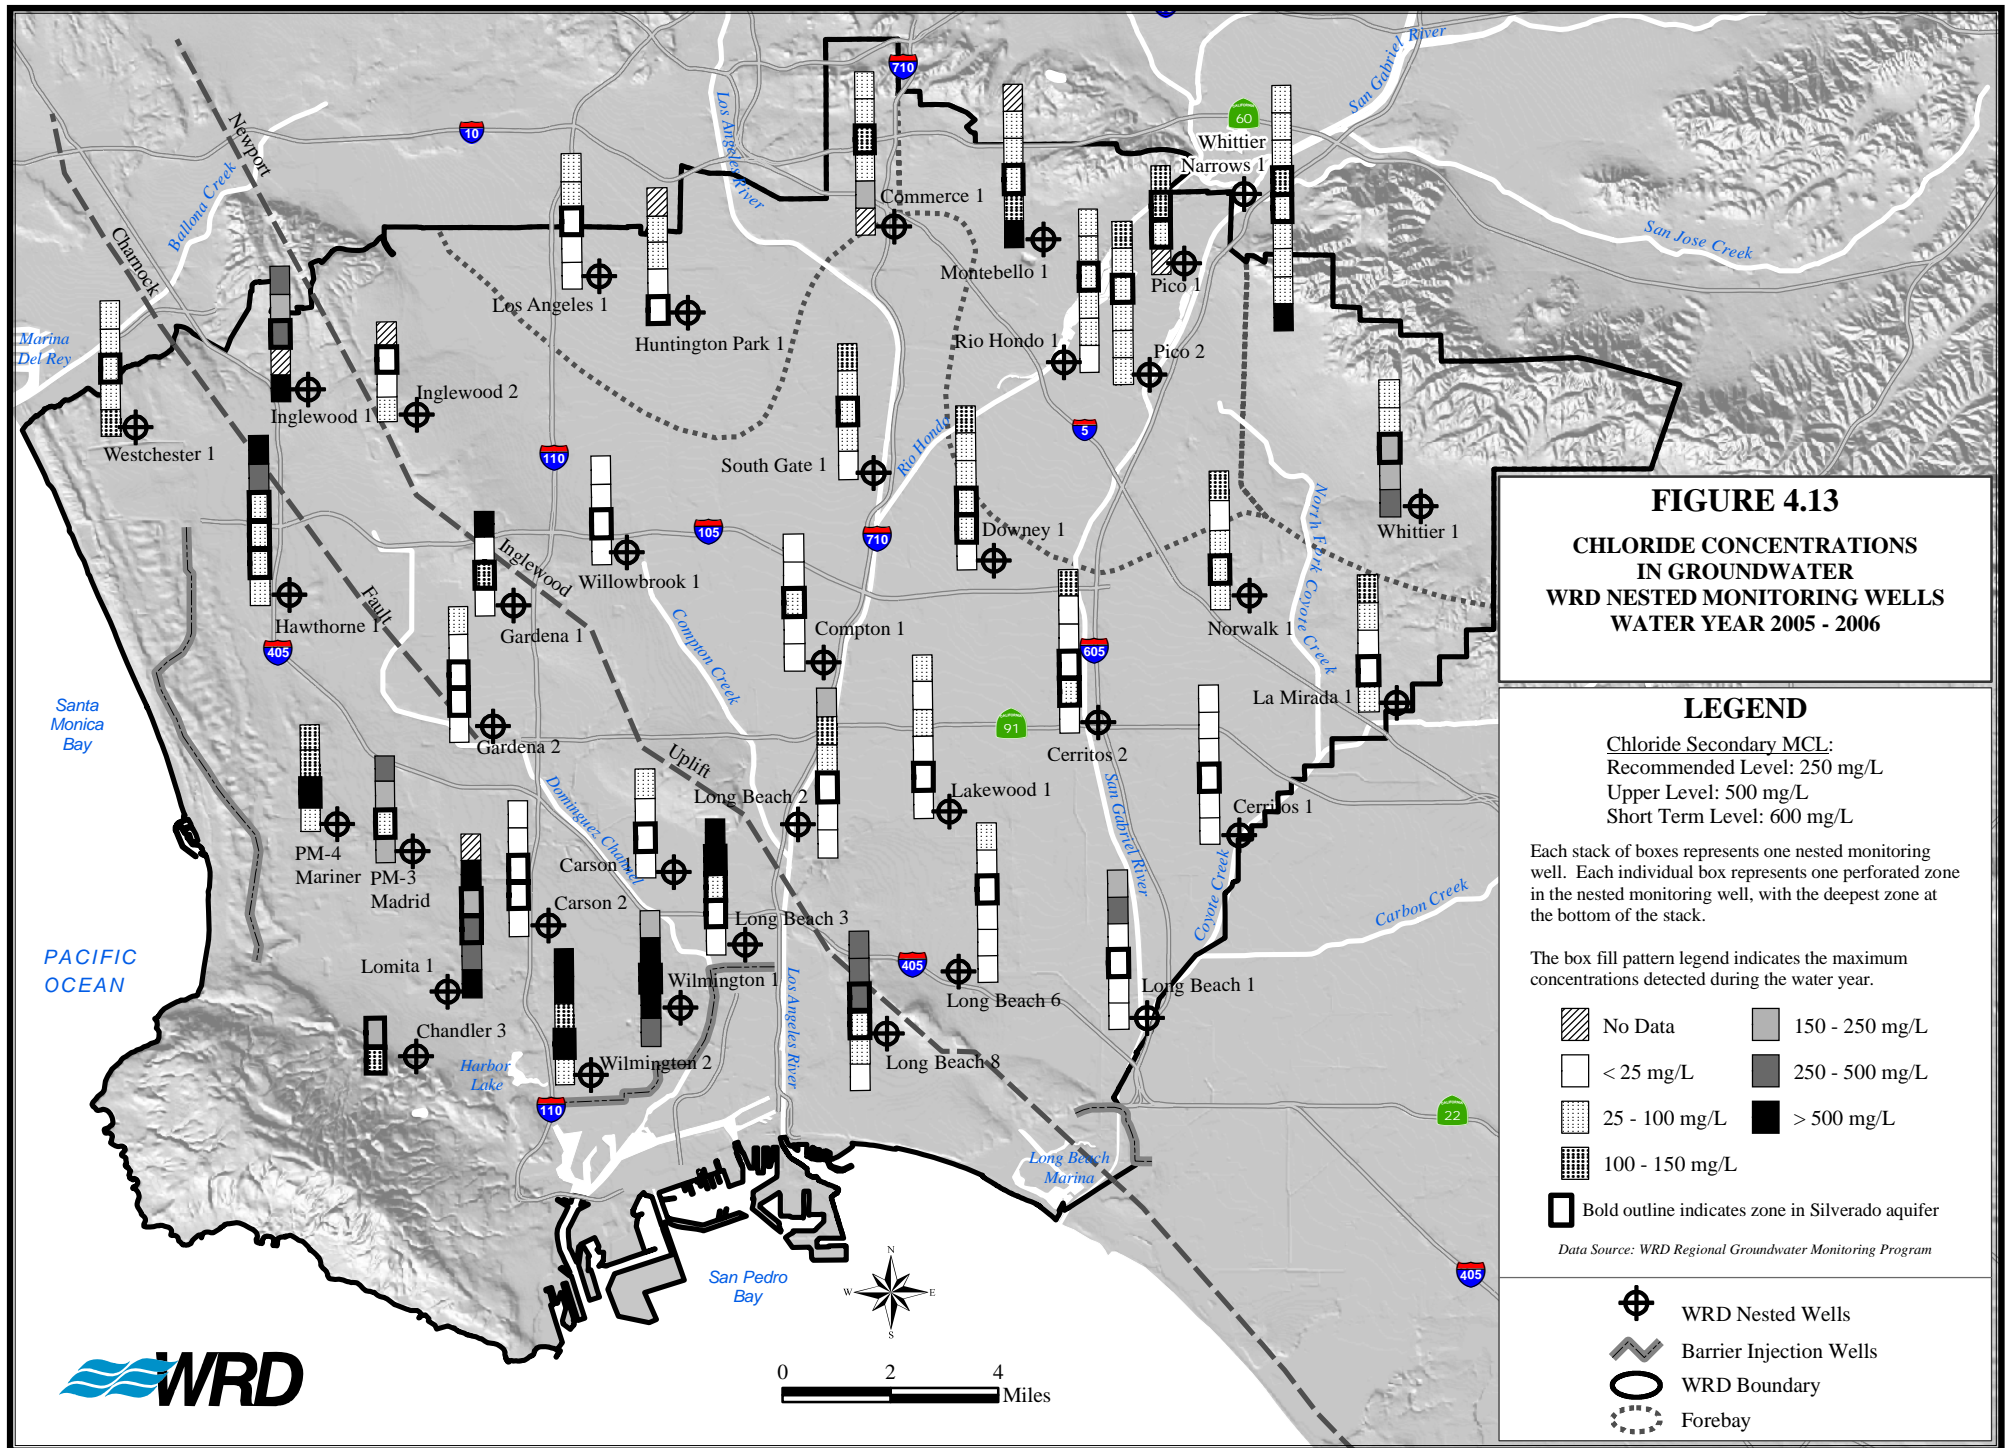 710
San Gabriel River
60
Whittier
Narrows 1
Newport
10
Los Angeles River
Ballona Creek
Commerce 1
San Jose Creek
Charnock
Montebello 1
Pico 1
Los Angeles 1
Marina
Del Rey
Huntington Park 1
Rio Hondo 1
Pico 2
Inglewood 1
Inglewood 2
Westchester 1
5
Rio Hondo
110
South Gate 1
North Fork Coyote Creek
Whittier 1
105
710
Downey 1
Inglewood
Willowbrook 1
Fault
Hawthorne 1
Gardena 1
Compton Creek
Compton 1
Norwalk 1
405
605
La Mirada 1
Santa
Monica
Bay
91
Gardena 2
Uplift
Cerritos 2
Dominguez Channel
Long Beach 2
Lakewood 1
San Gabriel River
Cerritos 1
PM-4
Mariner
PM-3
Madrid
Carson 1
Carson 2
Long Beach 3
Coyote Creek
Carbon Creek
PACIFIC
OCEAN
Lomita 1
Wilmington 1
405
Los Angeles River
Long Beach 6
Long Beach 1
Chandler 3
Harbor
Lake
Wilmington 2
Long Beach 8
110
22
Long Beach
Marina
405
San Pedro
Bay
N
W
E
S
0 2 4
Miles
WRD
FIGURE 4.13
CHLORIDE CONCENTRATIONS
IN GROUNDWATER
WRD NESTED MONITORING WELLS
WATER YEAR 2005 - 2006
LEGEND
Chloride Secondary MCL:
Recommended Level: 250 mg/L
Upper Level: 500 mg/L
Short Term Level: 600 mg/L
Each stack of boxes represents one nested monitoring
well. Each individual box represents one perforated zone
in the nested monitoring well, with the deepest zone at
the bottom of the stack.
The box fill pattern legend indicates the maximum
concentrations detected during the water year.
No Data
150 - 250 mg/L
< 25 mg/L
250 - 500 mg/L
25 - 100 mg/L
> 500 mg/L
100 - 150 mg/L
Bold outline indicates zone in Silverado aquifer
Data Source: WRD Regional Groundwater Monitoring Program
WRD Nested Wells
Barrier Injection Wells
WRD Boundary
Forebay